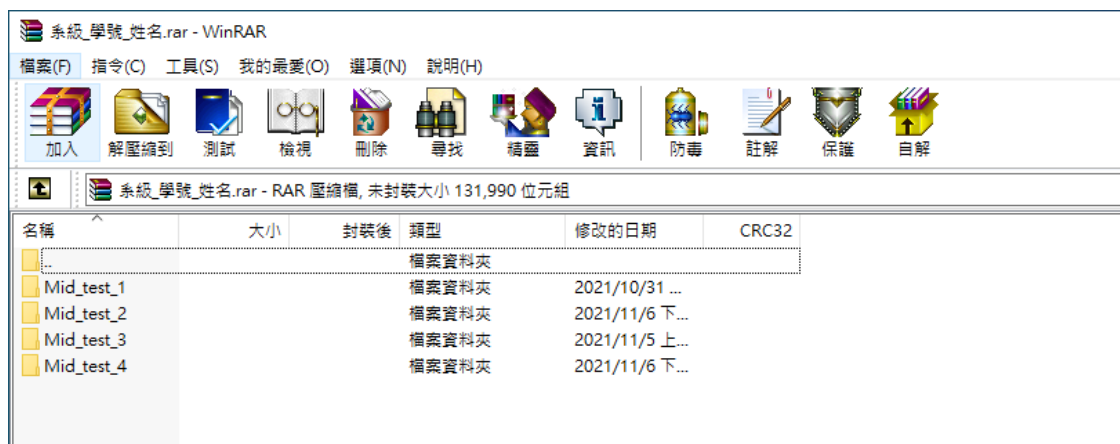 系級_學號_姓名.rar - WinRAR
檔案(F) 指令(C) 工具(S) 我的最愛(O) 選項(N) 說明(H)
加入 解壓縮到 測試 檢視 刪除 尋找 精靈 資訊 防毒 註解 保護 自解
系級_學號_姓名.rar - RAR 壓縮檔, 未封裝大小 131,990 位元組
名稱 大小 封裝後 類型 修改的日期 CRC32
.. 檔案資料夾
Mid_test_1 檔案資料夾 2021/10/31 ...
Mid_test_2 檔案資料夾 2021/11/6 下...
Mid_test_3 檔案資料夾 2021/11/5 上...
Mid_test_4 檔案資料夾 2021/11/6 下...